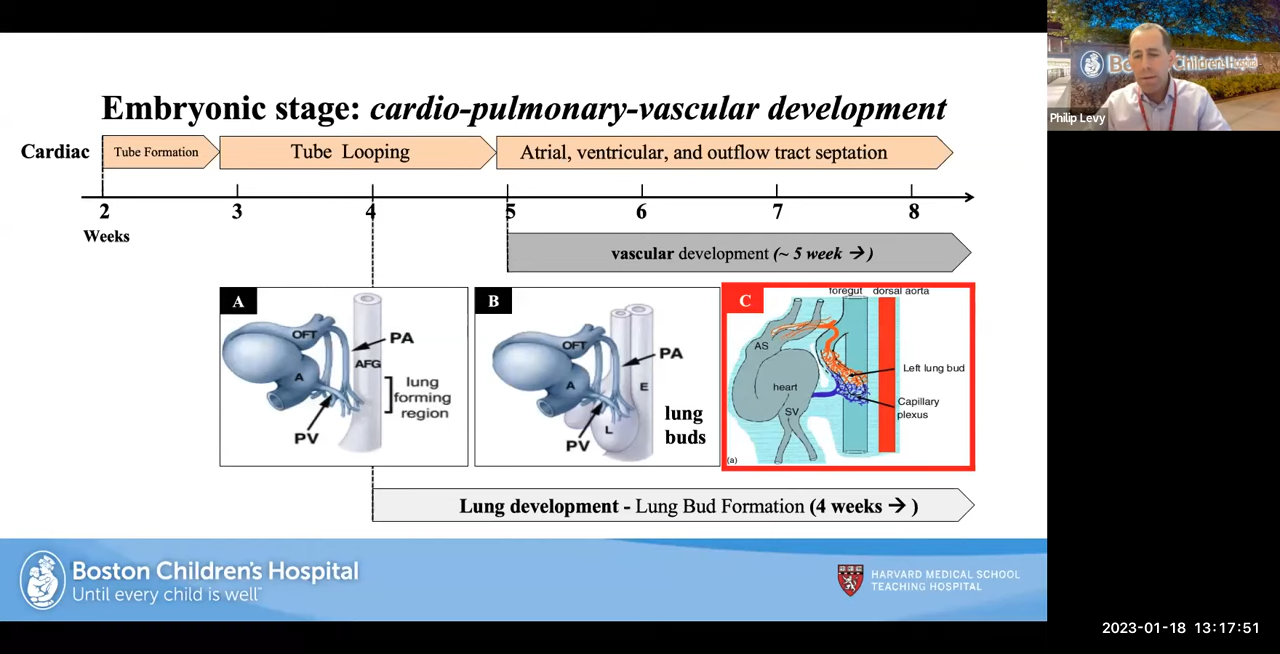 Embryonic stage: cardio-pulmonary-vascular development
Cardiac
Tube Formation
Tube Looping
Atrial, ventricular, and outflow tract septation
2
3
4
5
6
7
8
Weeks
vascular development (~ 5 week → )
A
OFT
PA
AFG
A
lung
forming
region
PV
B
OFT
PA
A
E
L
PV
lung
buds
C
foregut dorsal aorta
AS
heart
SV
Left lung bud
Capillary
plexus
(a)
Lung development - Lung Bud Formation (4 weeks → )
Boston Children's Hospital
Until every child is well™
HARVARD MEDICAL SCHOOL
TEACHING HOSPITAL
Children's Hospital
Philip Levy
2023-01-18 13:17:51